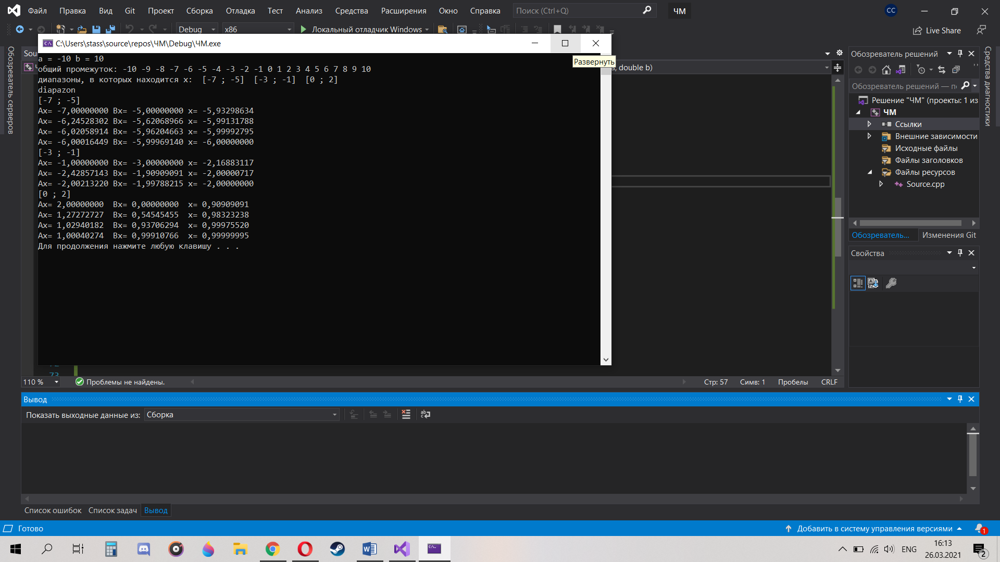 Файл Правка Вид Git Проект Сборка Отладка Тест Анализ Средства Расширения Окно Справка Поиск (Ctrl+Q) ЧМ CC
Debug x86 Локальный отладчик Windows Live Share
C:\Users\stass\source\repos\ЧМ\Debug\ЧМ.exe
Развернуть
a = -10 b = 10
общий промежуток: -10 -9 -8 -7 -6 -5 -4 -3 -2 -1 0 1 2 3 4 5 6 7 8 9 10
диапазоны, в которых находится x:  [-7 ; -5]  [-3 ; -1]  [0 ; 2]
diapazon
[-7 ; -5]
Ax= -7,00000000 Bx= -5,00000000 x= -5,93298634
Ax= -6,24528302 Bx= -5,62068966 x= -5,99131788
Ax= -6,02058914 Bx= -5,96204663 x= -5,99992795
Ax= -6,00016449 Bx= -5,99969140 x= -6,00000000
[-3 ; -1]
Ax= -1,00000000 Bx= -3,00000000 x= -2,16883117
Ax= -2,42857143 Bx= -1,90909091 x= -2,00000717
Ax= -2,00213220 Bx= -1,99788215 x= -2,00000000
[0 ; 2]
Ax= 2,00000000  Bx= 0,00000000  x= 0,90909091
Ax= 1,27272727  Bx= 0,54545455  x= 0,98323238
Ax= 1,02940182  Bx= 0,93706294  x= 0,99975520
Ax= 1,00040274  Bx= 0,99910766  x= 0,99999995
Для продолжения нажмите любую клавишу . . .
Обозреватель серверов
Sou
double b)
73
110 % Проблемы не найдены. Стр: 57 Симв: 1 Пробелы CRLF
Обозреватель решений
Обозреватель решений — по
Решение "ЧМ" (проекты: 1 из
ЧМ
Ссылки
Внешние зависимости
Исходные файлы
Файлы заголовков
Файлы ресурсов
Source.cpp
Обозреватель... Изменения Git
Свойства
Средства диагностики
Вывод
Показать выходные данные из: Сборка
Список ошибок Список задач Вывод
Готово Добавить в систему управления версиями 1
ENG 16:13
26.03.2021 2